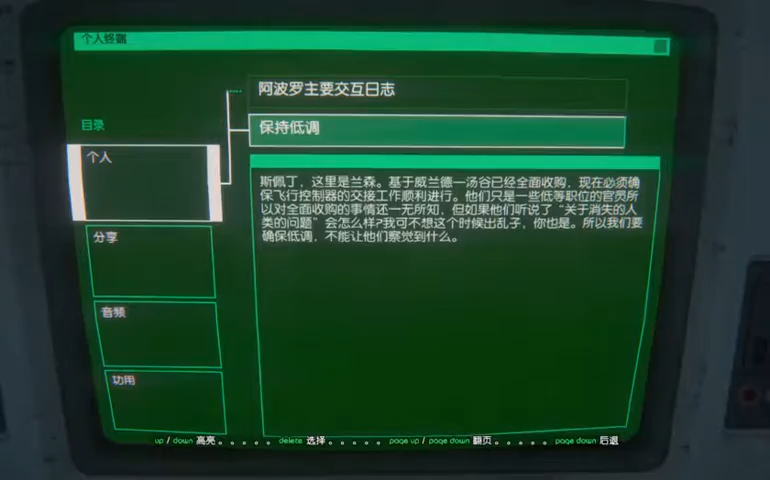 个人终端
阿波罗主要交互日志
目录
保持低调
个人
斯佩丁，这里是兰森。基于威兰德—汤谷已经全面收购，现在必须确
保飞行控制器的交接工作顺利进行。他们只是一些低等职位的官员所
以对全面收购的事情还一无所知，但如果他们听说了“关于消失的人
类的问题”会怎么样?我可不想这个时候出乱子，你也是。所以我们要
确保低调，不能让他们察觉到什么。
分享
音频
功用
up / down 高亮 . . . . . . delete 选择 . . . . . . page up / page down 翻页 . . . . . . page down 后退